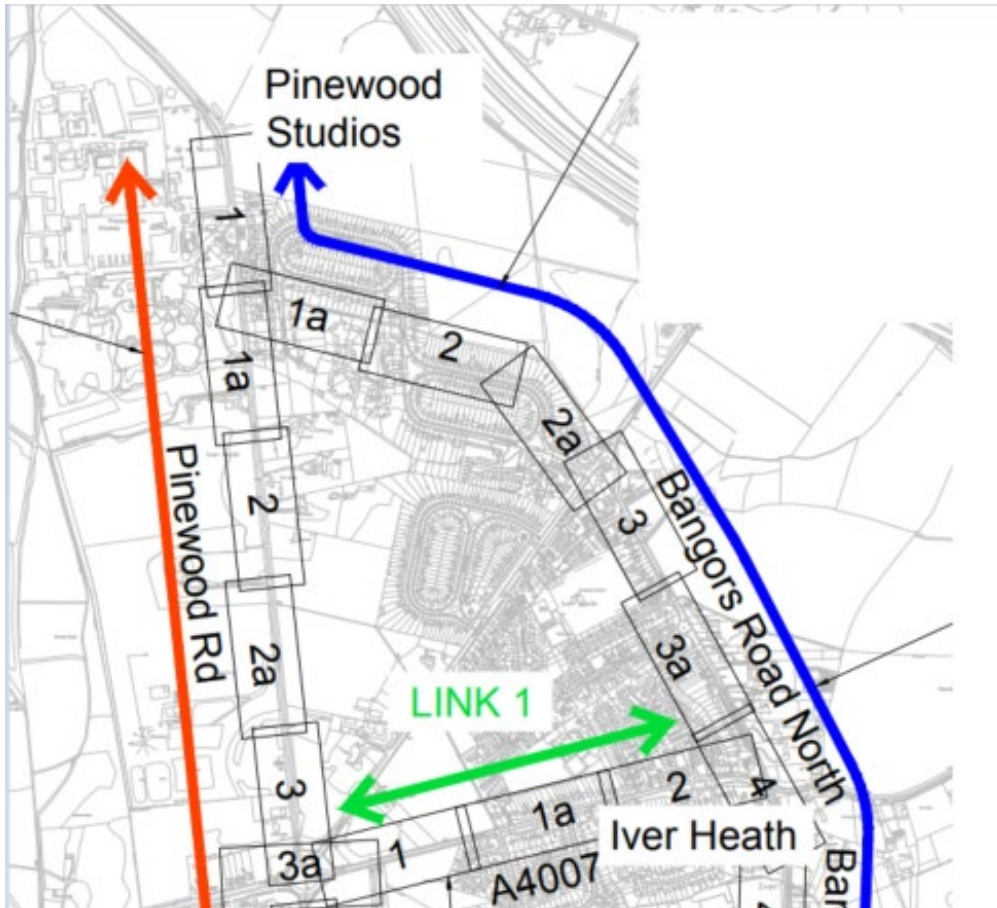 Pinewood
Studios
1
1a
1a
2
2a
2
3
Pinewood Rd
Bangors Road North
2a
3a
LINK 1
3
4
2
1a
1
3a
Iver Heath
A4007
Bar